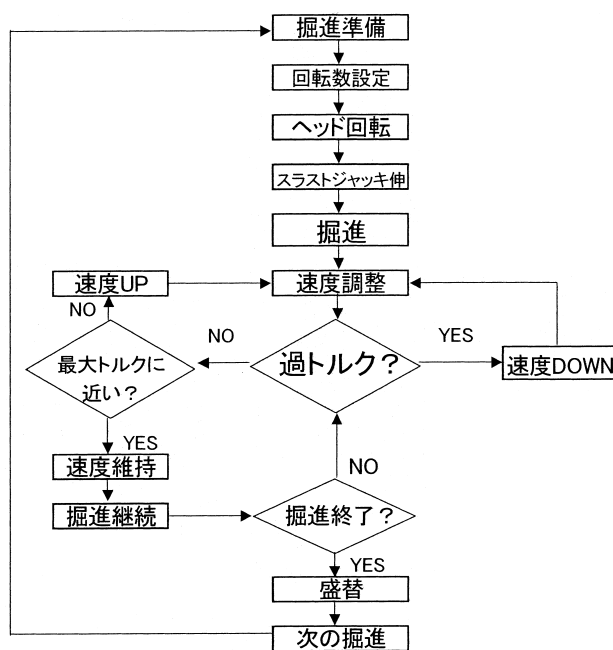 掘進準備
回転数設定
ヘッド回転
スラストジャッキ伸
掘進
速度UP
速度調整
NO
NO
YES
最大トルクに
近い?
過トルク?
速度DOWN
YES
速度維持
NO
掘進継続
掘進終了?
YES
盛替
次の掘進